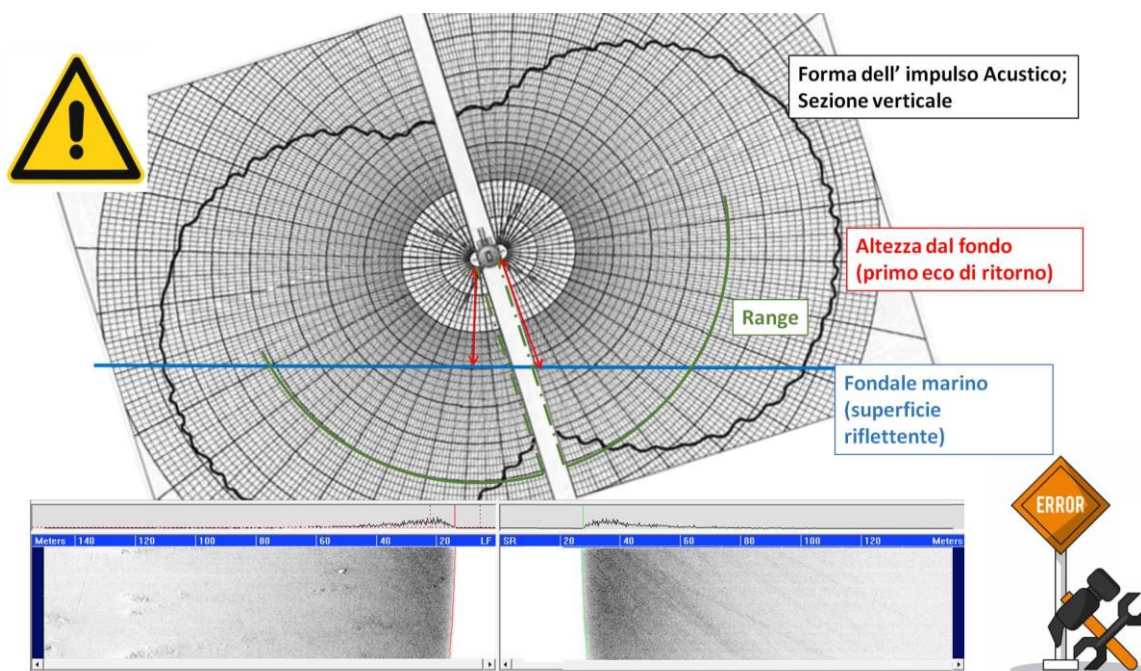 Forma dell' impulso Acustico;
Sezione verticale
Altezza dal fondo
(primo eco di ritorno)
Range
Fondale marino
(superficie
riflettente)
Meters 140 120 100 80 60 40 20 LF
SR 20 40 60 80 100 120 Meters
ERROR